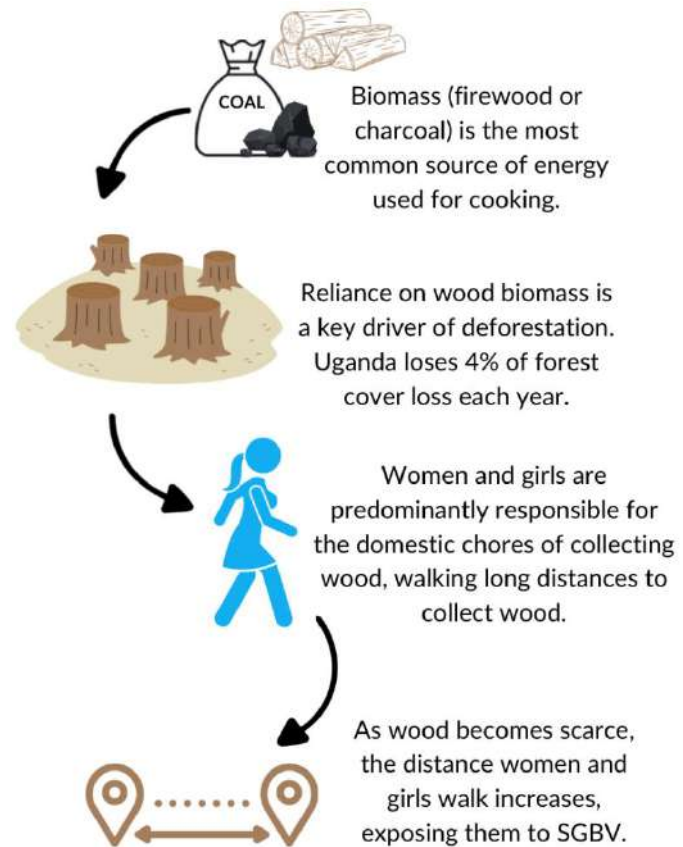 COAL
Biomass (firewood or
charcoal) is the most
common source of energy
used for cooking.
Reliance on wood biomass is
a key driver of deforestation.
Uganda loses 4% of forest
cover loss each year.
Women and girls are
predominantly responsible for
the domestic chores of collecting
wood, walking long distances to
collect wood.
As wood becomes scarce,
the distance women and
girls walk increases,
exposing them to SGBV.